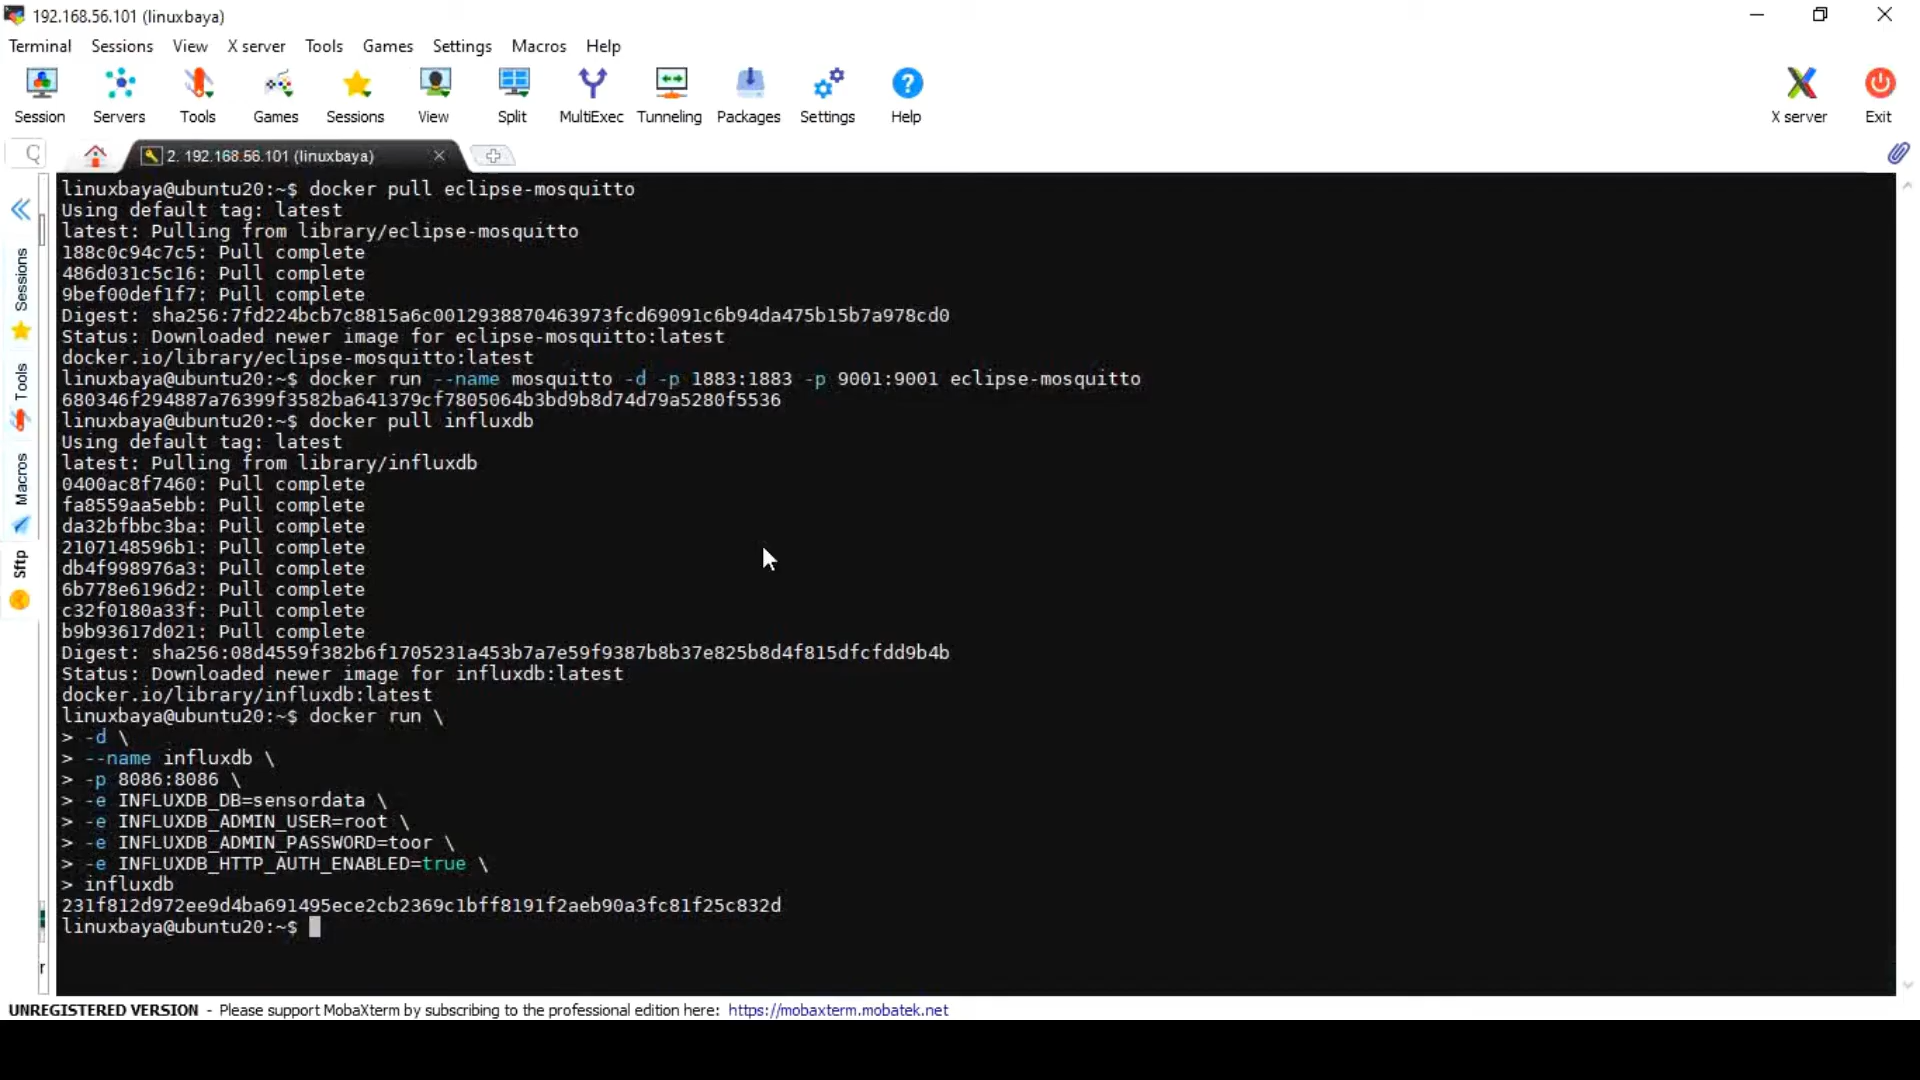 192.168.56.101 (linuxbaya)
Terminal Sessions View X server Tools Games Settings Macros Help
Session Servers Tools Games Sessions View Split MultiExec Tunneling Packages Settings Help X server Exit
2. 192.168.56.101 (linuxbaya)
Sessions
Tools
Macros
Sftp
linuxbaya@ubuntu20:~$ docker pull eclipse-mosquitto
Using default tag: latest
latest: Pulling from library/eclipse-mosquitto
188c0c94c7c5: Pull complete
486d031c5c16: Pull complete
9bef00def1f7: Pull complete
Digest: sha256:7fd224bcb7c8815a6c0012938870463973fcd69091c6b94da475b15b7a978cd0
Status: Downloaded newer image for eclipse-mosquitto:latest
docker.io/library/eclipse-mosquitto:latest
linuxbaya@ubuntu20:~$ docker run --name mosquitto -d -p 1883:1883 -p 9001:9001 eclipse-mosquitto
680346f294887a76399f3582ba641379cf7805064b3bd9b8d74d79a5280f5536
linuxbaya@ubuntu20:~$ docker pull influxdb
Using default tag: latest
latest: Pulling from library/influxdb
0400ac8f7460: Pull complete
fa8559aa5ebb: Pull complete
da32bfbbc3ba: Pull complete
2107148596b1: Pull complete
db4f998976a3: Pull complete
6b778e6196d2: Pull complete
c32f0180a33f: Pull complete
b9b93617d021: Pull complete
Digest: sha256:08d4559f382b6f1705231a453b7a7e59f9387b8b37e825b8d4f815dfcfdd9b4b
Status: Downloaded newer image for influxdb:latest
docker.io/library/influxdb:latest
linuxbaya@ubuntu20:~$ docker run \
> -d \
> --name influxdb \
> -p 8086:8086 \
> -e INFLUXDB_DB=sensordata \
> -e INFLUXDB_ADMIN_USER=root \
> -e INFLUXDB_ADMIN_PASSWORD=toor \
> -e INFLUXDB_HTTP_AUTH_ENABLED=true \
> influxdb
231f812d972ee9d4ba691495ece2cb2369c1bff8191f2aeb90a3fc81f25c832d
linuxbaya@ubuntu20:~$
r
UNREGISTERED VERSION - Please support MobaXterm by subscribing to the professional edition here: https://mobaxterm.mobatek.net